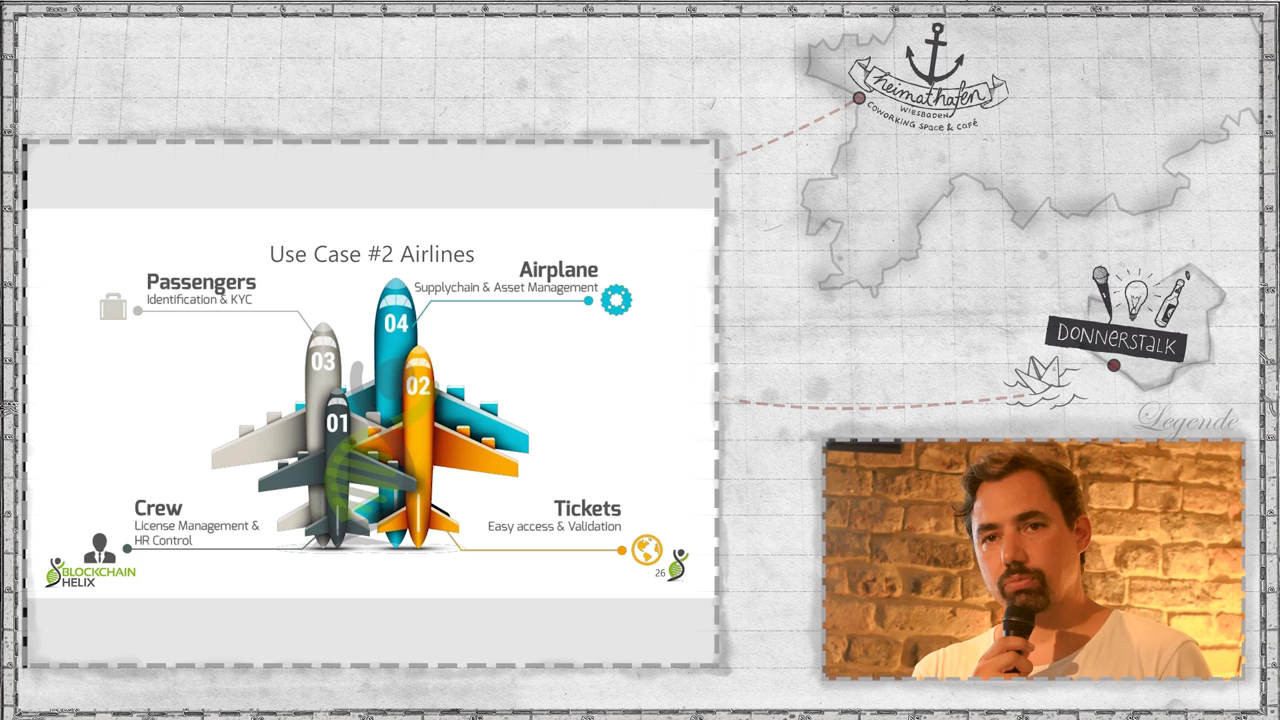 heimathafen
WIESBADEN
COWORKING SPACE & CAFÉ
Use Case #2 Airlines
Passengers
Identification & KYC
Airplane
Supplychain & Asset Management
04
03
02
01
Crew
License Management &
HR Control
Tickets
Easy access & Validation
BLOCKCHAIN
HELIX
26
DONNERSTALK
Legende